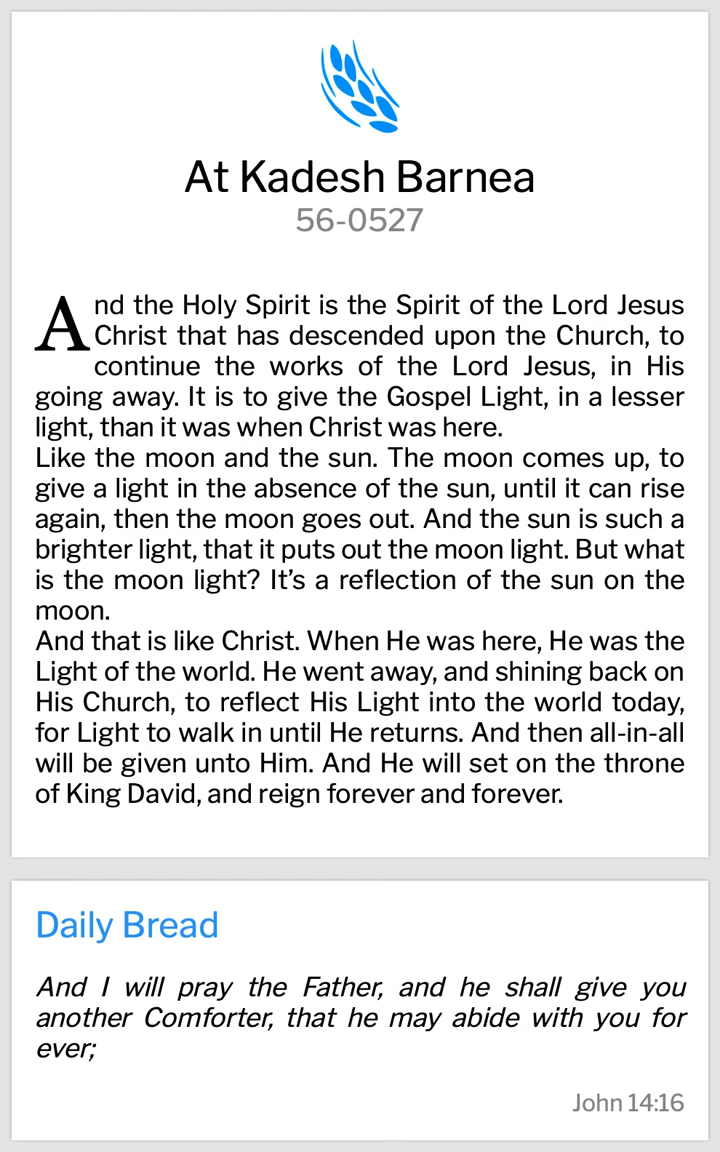 At Kadesh Barnea
56-0527
And the Holy Spirit is the Spirit of the Lord Jesus
Christ that has descended upon the Church, to
continue the works of the Lord Jesus, in His
going away. It is to give the Gospel Light, in a lesser
light, than it was when Christ was here.
Like the moon and the sun. The moon comes up, to
give a light in the absence of the sun, until it can rise
again, then the moon goes out. And the sun is such a
brighter light, that it puts out the moon light. But what
is the moon light? It’s a reflection of the sun on the
moon.
And that is like Christ. When He was here, He was the
Light of the world. He went away, and shining back on
His Church, to reflect His Light into the world today,
for Light to walk in until He returns. And then all-in-all
will be given unto Him. And He will set on the throne
of King David, and reign forever and forever.
Daily Bread
And I will pray the Father, and he shall give you
another Comforter, that he may abide with you for
ever;
John 14:16